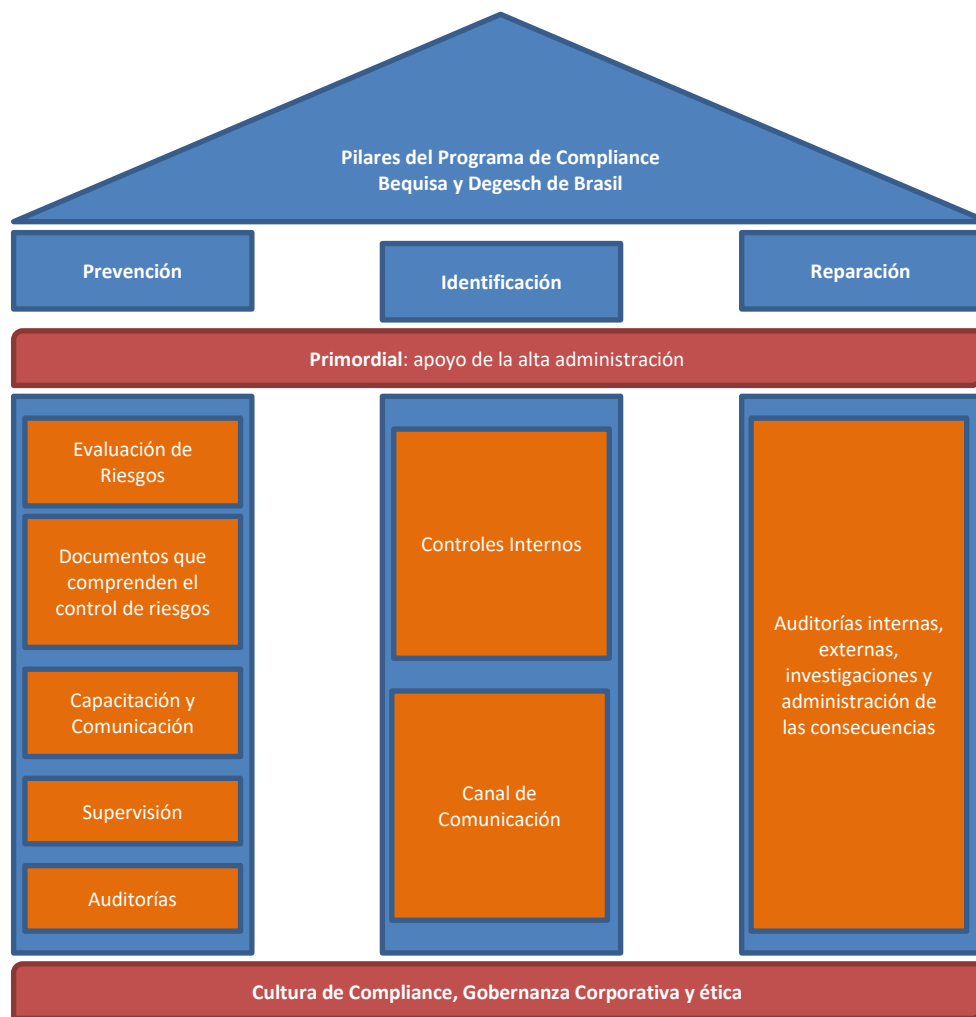 Pilares del Programa de Compliance
Bequisa y Degesch de Brasil
Prevención
Identificación
Reparación
Primordial: apoyo de la alta administración
Evaluación de
Riesgos
Documentos que
comprenden el
control de riesgos
Capacitación y
Comunicación
Supervisión
Auditorías
Controles Internos
Canal de
Comunicación
Auditorías internas,
externas,
investigaciones y
administración de
las consecuencias
Cultura de Compliance, Gobernanza Corporativa y ética